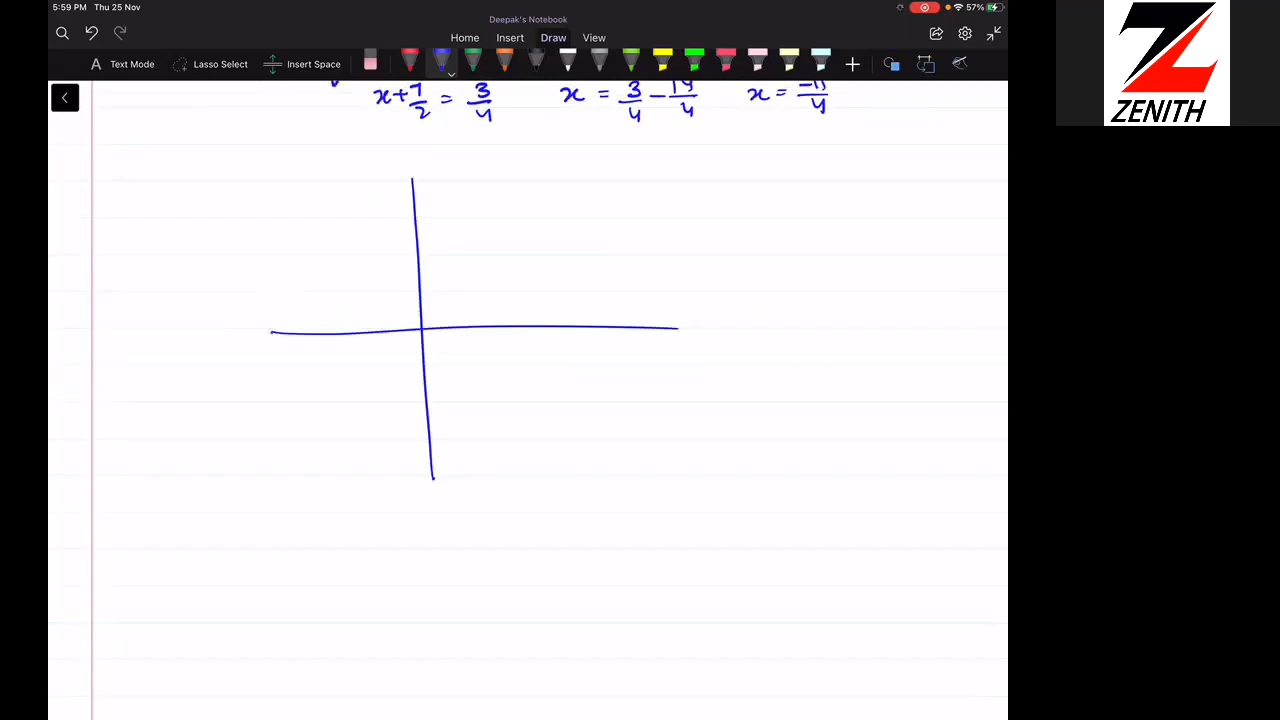 5:59 PM Thu 25 Nov
57%
Deepak's Notebook
Home Insert Draw View
Text Mode Lasso Select Insert Space
x + 7/2 = 3/4 x = 3/4 - 14/4 x = -11/4
ZENITH